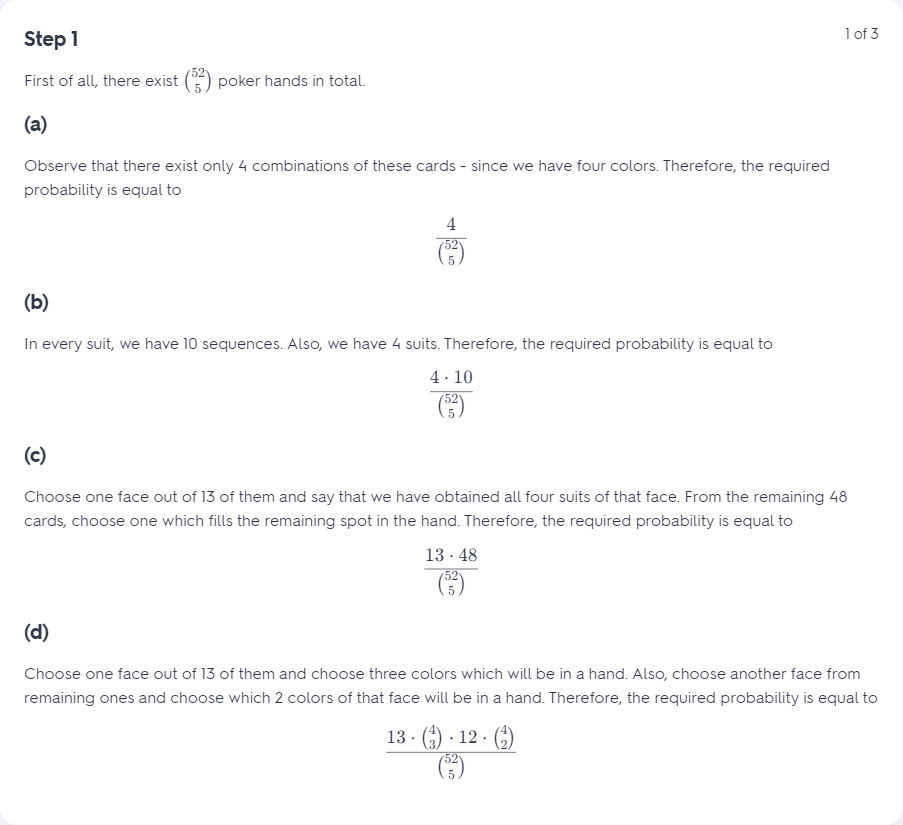 Step 1
1 of 3
First of all, there exist $\binom{52}{5}$ poker hands in total.
(a)
Observe that there exist only 4 combinations of these cards - since we have four colors. Therefore, the required
probability is equal to
$\frac{4}{\binom{52}{5}}$
(b)
In every suit, we have 10 sequences. Also, we have 4 suits. Therefore, the required probability is equal to
$\frac{4 \cdot 10}{\binom{52}{5}}$
(c)
Choose one face out of 13 of them and say that we have obtained all four suits of that face. From the remaining 48
cards, choose one which fills the remaining spot in the hand. Therefore, the required probability is equal to
$\frac{13 \cdot 48}{\binom{52}{5}}$
(d)
Choose one face out of 13 of them and choose three colors which will be in a hand. Also, choose another face from
remaining ones and choose which 2 colors of that face will be in a hand. Therefore, the required probability is equal to
$\frac{13 \cdot \binom{4}{3} \cdot 12 \cdot \binom{4}{2}}{\binom{52}{5}}$